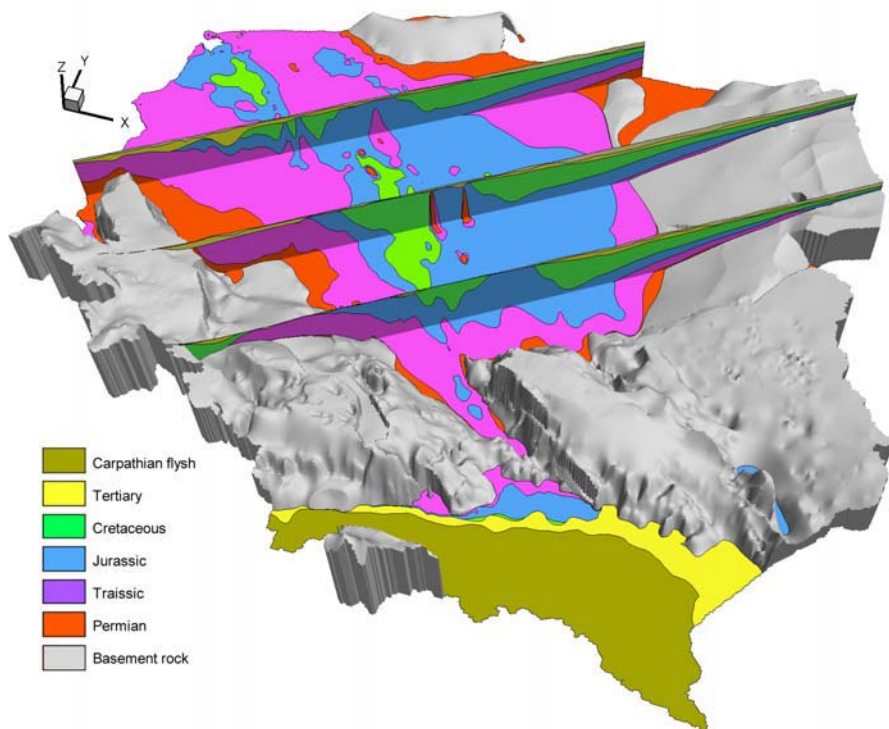 Z
Y
X
Carpathian flysh
Tertiary
Cretaceous
Jurassic
Traissic
Permian
Basement rock